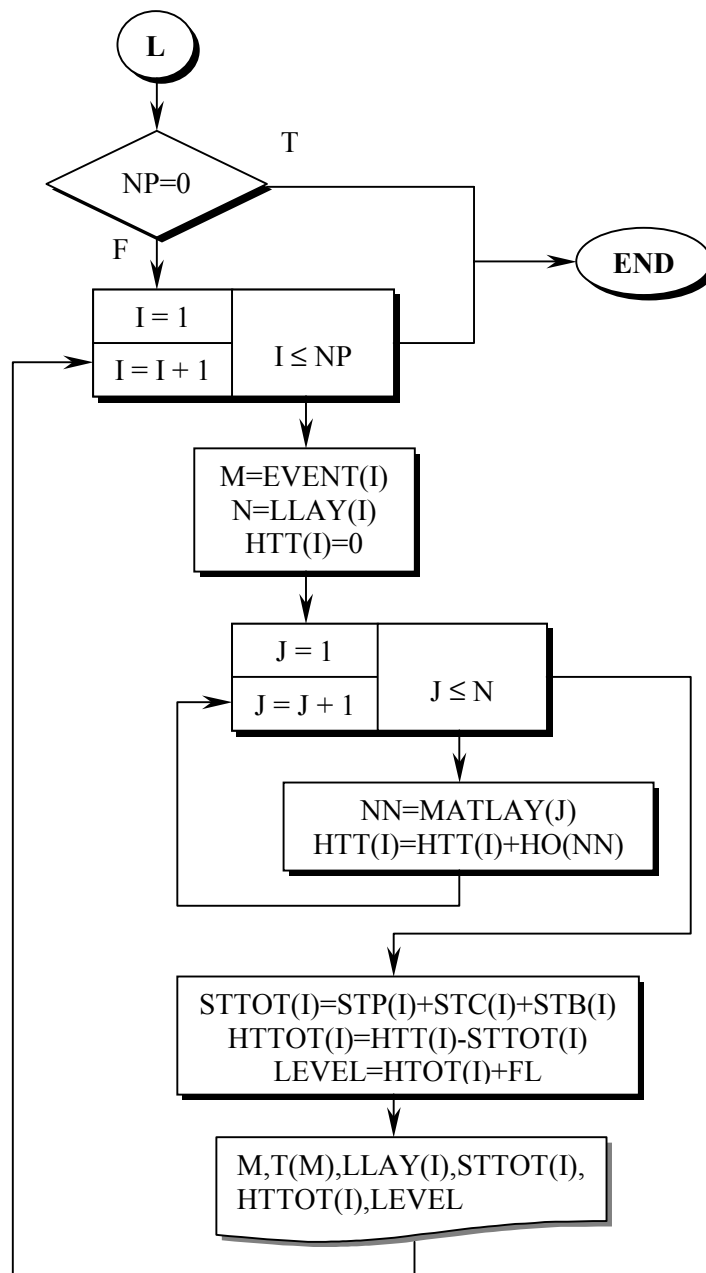 L
T
NP=0
F
END
I = 1
I = I + 1
I ≤ NP
M=EVENT(I)
N=LLAY(I)
HTT(I)=0
J = 1
J = J + 1
J ≤ N
NN=MATLAY(J)
HTT(I)=HTT(I)+HO(NN)
STTOT(I)=STP(I)+STC(I)+STB(I)
HTTOT(I)=HTT(I)-STTOT(I)
LEVEL=HTOT(I)+FL
M,T(M),LLAY(I),STTOT(I),
HTTOT(I),LEVEL